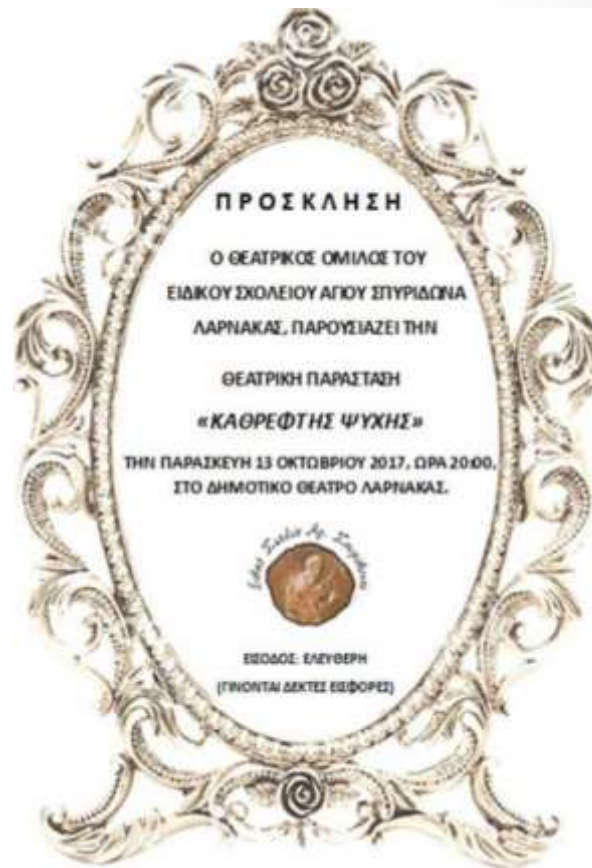 ΠΡΟΣΚΛΗΣΗ
Ο ΘΕΑΤΡΙΚΟΣ ΟΜΙΛΟΣ ΤΟΥ
ΕΙΔΙΚΟΥ ΣΧΟΛΕΙΟΥ ΑΓΙΟΥ ΣΠΥΡΙΔΩΝΑ
ΛΑΡΝΑΚΑΣ, ΠΑΡΟΥΣΙΑΖΕΙ ΤΗΝ
ΘΕΑΤΡΙΚΗ ΠΑΡΑΣΤΑΣΗ
«ΚΑΘΡΕΦΤΗΣ ΨΥΧΗΣ»
ΤΗΝ ΠΑΡΑΣΚΕΥΗ 13 ΟΚΤΩΒΡΙΟΥ 2017, ΩΡΑ 20:00,
ΣΤΟ ΔΗΜΟΤΙΚΟ ΘΕΑΤΡΟ ΛΑΡΝΑΚΑΣ.
ΕΙΣΟΔΟΣ: ΕΛΕΥΘΕΡΗ
(ΓΙΝΟΝΤΑΙ ΔΕΚΤΕΣ ΕΙΣΦΟΡΕΣ)